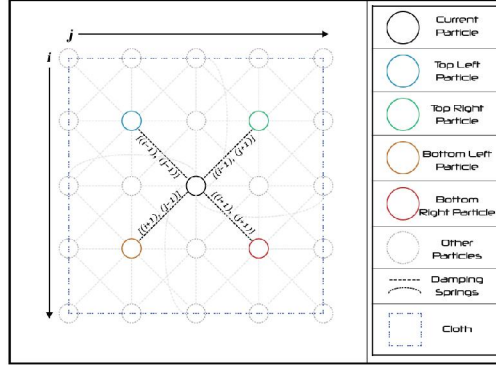 j
i
[(i-1), (j-1)]
[(i-1), (j+1)]
[(i+1), (j-1)]
[(i+1), (j+1)]
Current
Particle
Top Left
Particle
Top Right
Particle
Bottom Left
Particle
Bottom
Right Particle
Other
Particles
Damping
Springs
Cloth